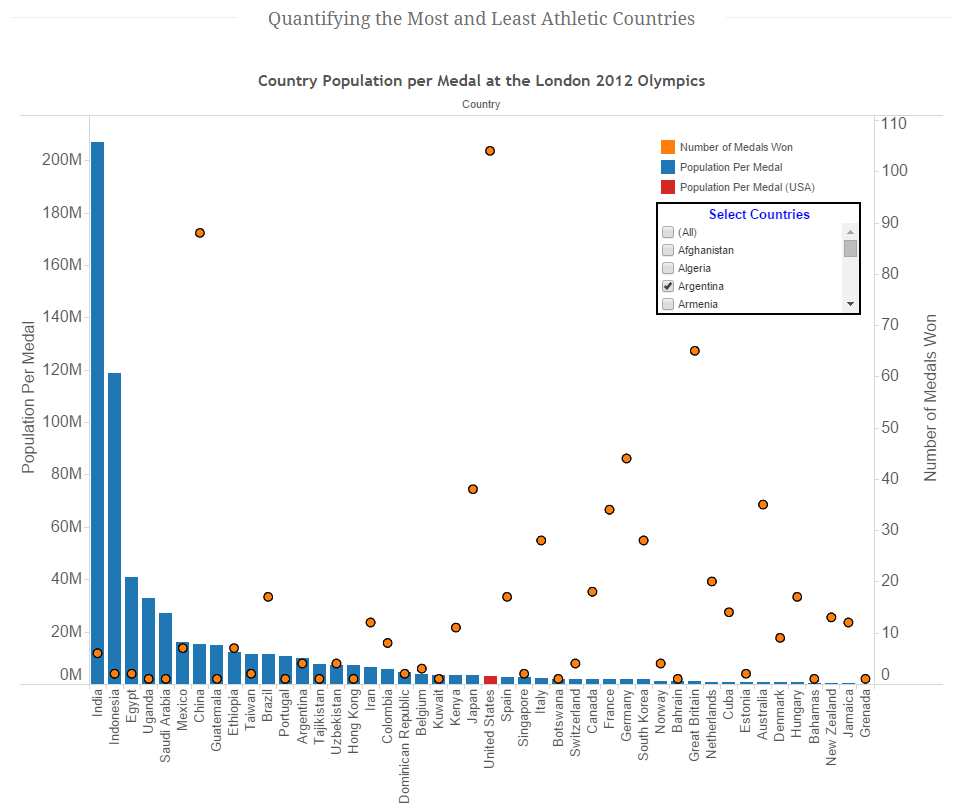 Quantifying the Most and Least Athletic Countries
Country Population per Medal at the London 2012 Olympics
Country
Number of Medals Won
Population Per Medal
Population Per Medal (USA)
Select Countries
(All)
Afghanistan
Algeria
Argentina
Armenia
Population Per Medal
200M
180M
160M
140M
120M
100M
80M
60M
40M
20M
0M
110
100
90
80
70
60
50
40
30
20
10
0
Number of Medals Won
India
Indonesia
Egypt
Uganda
Saudi Arabia
Mexico
China
Guatemala
Ethiopia
Taiwan
Brazil
Portugal
Argentina
Tajikistan
Uzbekistan
Hong Kong
Iran
Colombia
Dominican Republic
Belgium
Kuwait
Kenya
Japan
United States
Spain
Singapore
Italy
Botswana
Switzerland
Canada
France
Germany
South Korea
Norway
Bahrain
Great Britain
Netherlands
Cuba
Estonia
Australia
Denmark
Hungary
Bahamas
New Zealand
Jamaica
Grenada